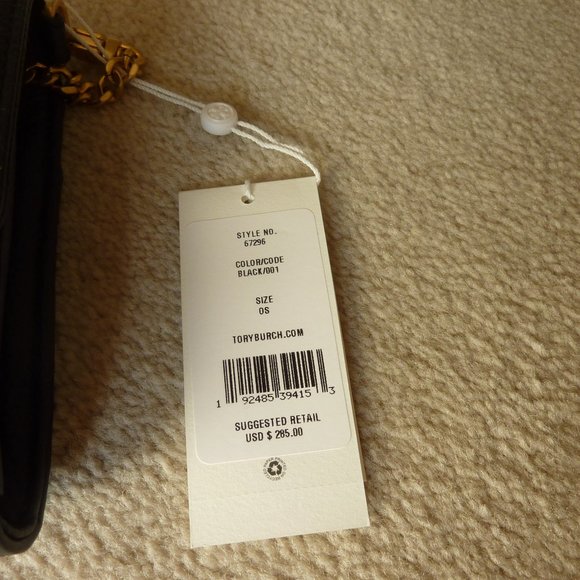 STYLE NO.
67296
COLOR/CODE
BLACK/001
SIZE
OS
TORYBURCH.COM
1 92485 39415 3
SUGGESTED RETAIL
USD $ 285.00